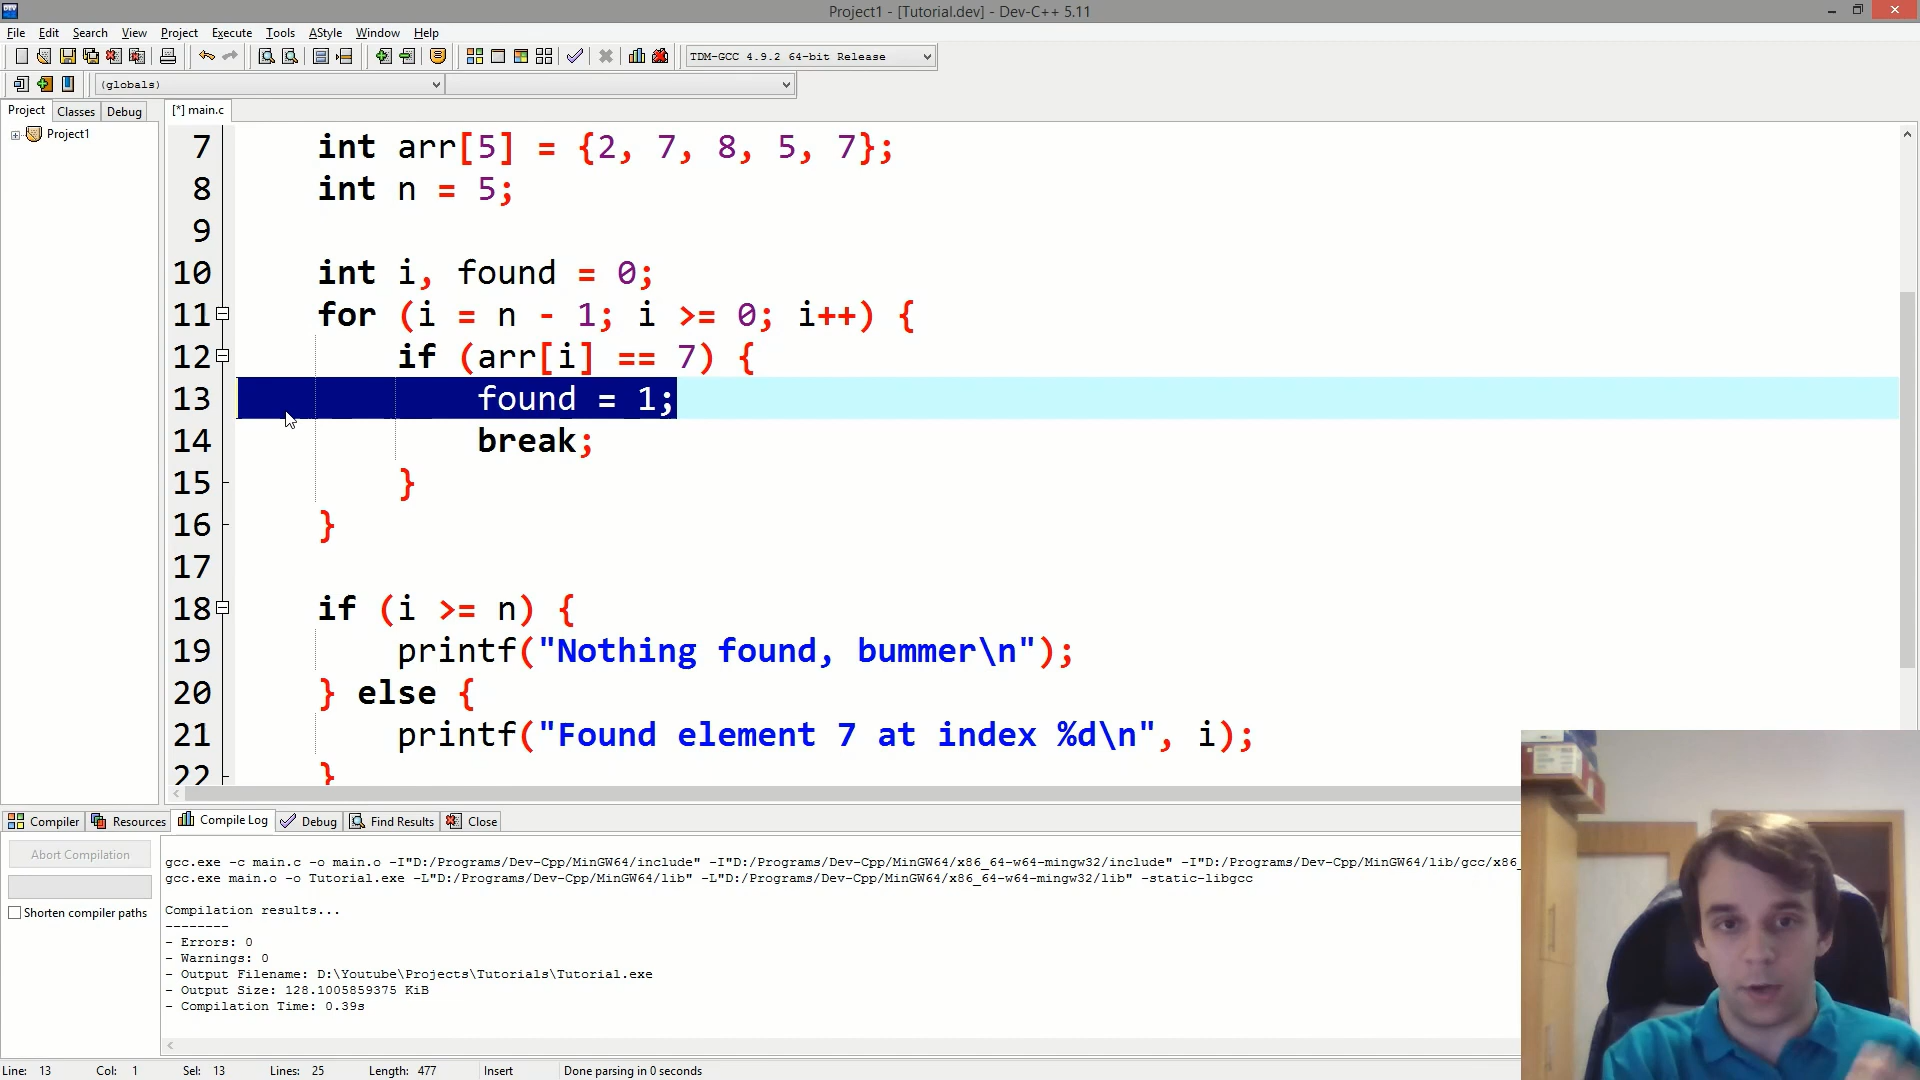 Project1 - [Tutorial.dev] - Dev-C++ 5.11
File Edit Search View Project Execute Tools AStyle Window Help
TDM-GCC 4.9.2 64-bit Release
(globals)
Project Classes Debug
[*] main.c
Project1
7 int arr[5] = {2, 7, 8, 5, 7};
8 int n = 5;
9
10 int i, found = 0;
11 for (i = n - 1; i >= 0; i++) {
12 if (arr[i] == 7) {
13 found = 1;
14 break;
15 }
16 }
17
18 if (i >= n) {
19 printf("Nothing found, bummer\n");
20 } else {
21 printf("Found element 7 at index %d\n", i);
22 }
Compiler Resources Compile Log Debug Find Results Close
Abort Compilation
Shorten compiler paths
gcc.exe -c main.c -o main.o -I"D:/Programs/Dev-Cpp/MinGW64/include" -I"D:/Programs/Dev-Cpp/MinGW64/x86_64-w64-mingw32/include" -I"D:/Programs/Dev-Cpp/MinGW64/lib/gcc/x86_
gcc.exe main.o -o Tutorial.exe -L"D:/Programs/Dev-Cpp/MinGW64/lib" -L"D:/Programs/Dev-Cpp/MinGW64/x86_64-w64-mingw32/lib" -static-libgcc
Compilation results...
--------
- Errors: 0
- Warnings: 0
- Output Filename: D:\Youtube\Projects\Tutorials\Tutorial.exe
- Output Size: 128.1005859375 KiB
- Compilation Time: 0.39s
Line: 13 Col: 1 Sel: 13 Lines: 25 Length: 477 Insert Done parsing in 0 seconds